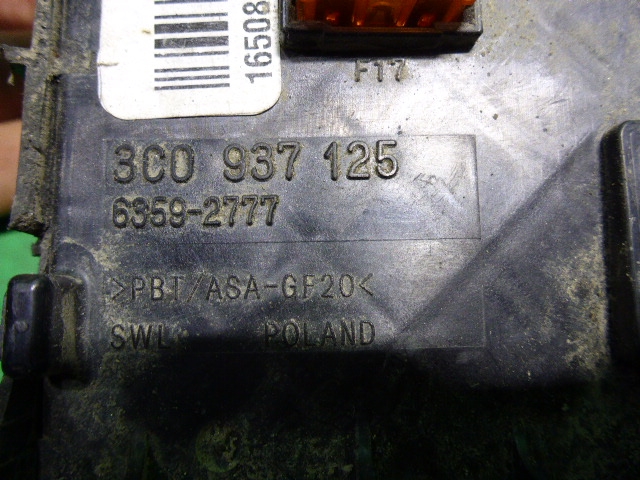 16508
F17
3C0 937 125
6359-2777
>PBT/ASA-GF20<
SWL POLAND